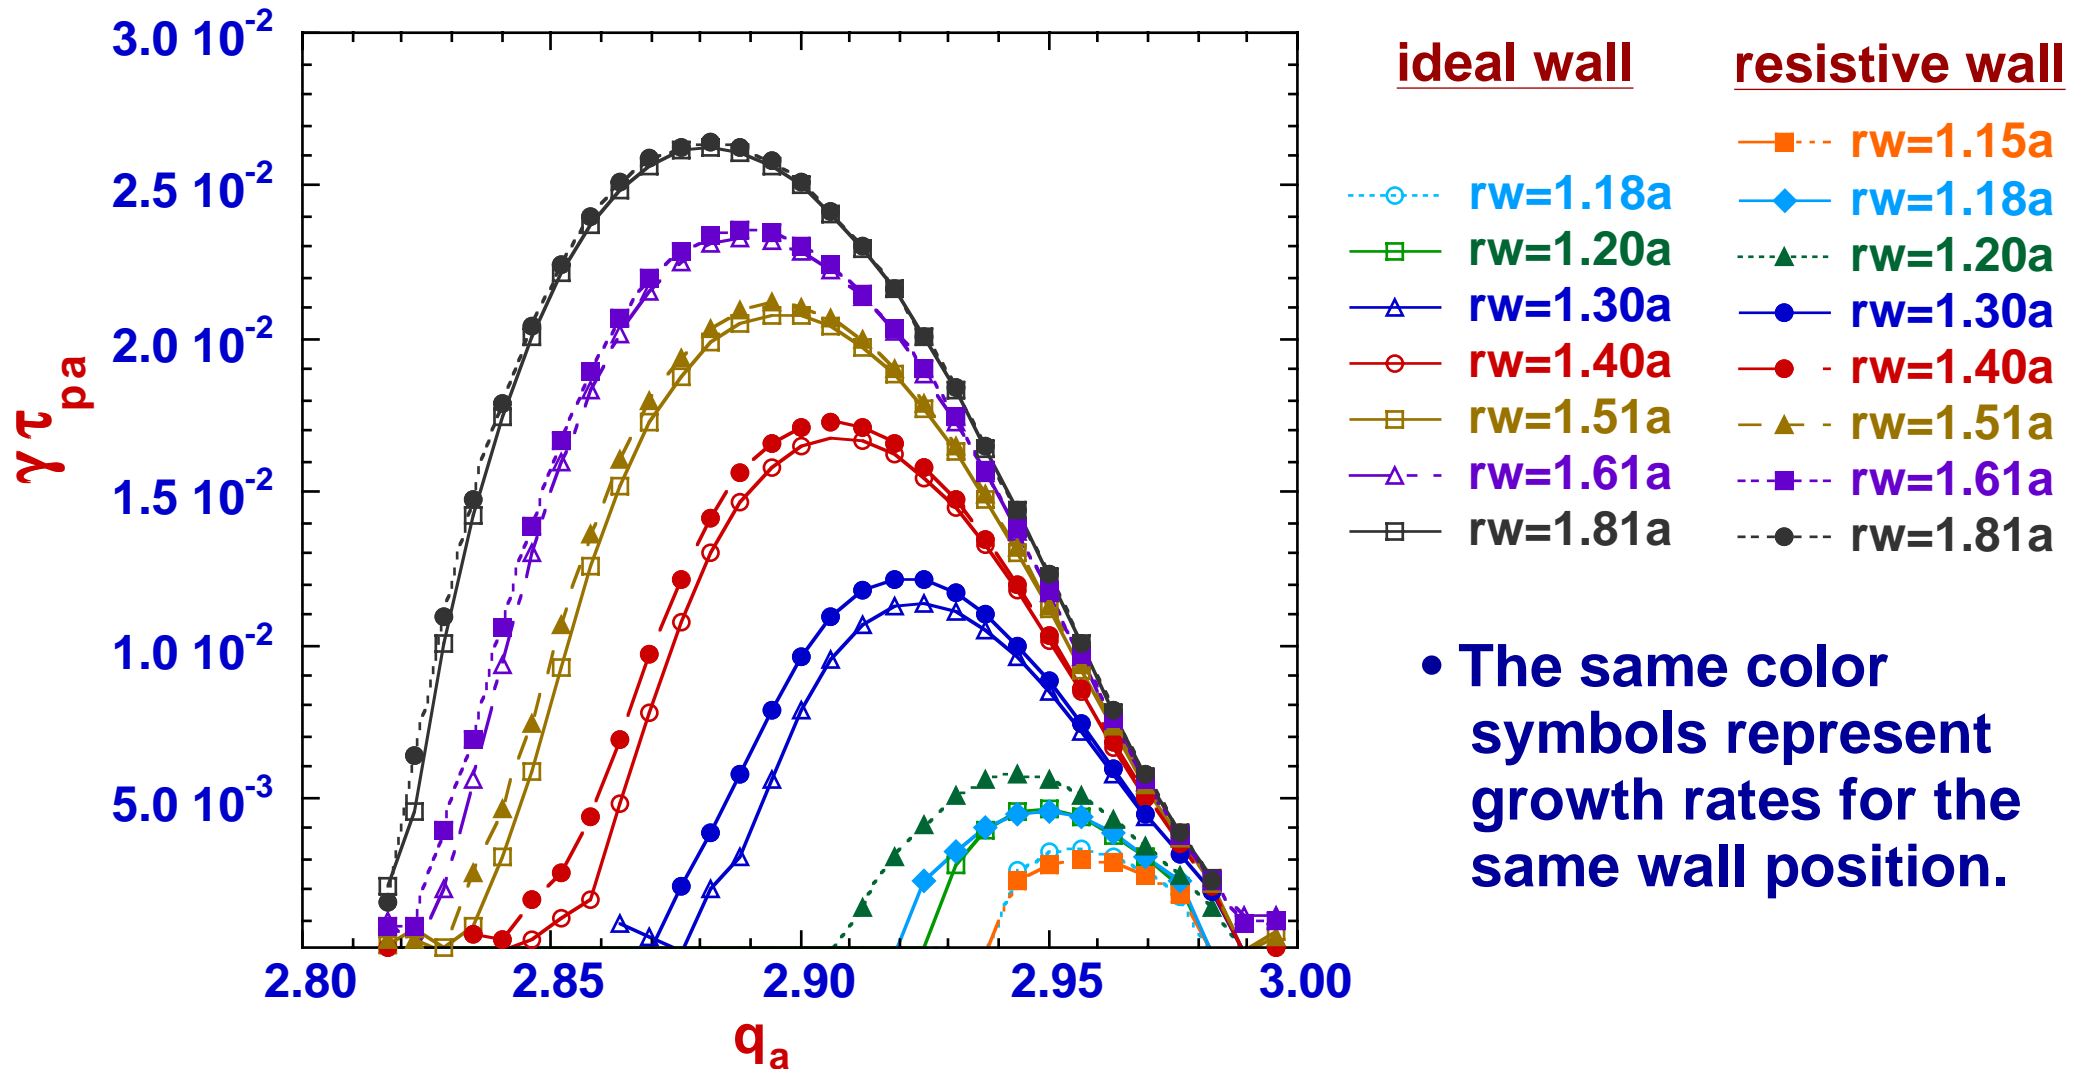 3.0 10-2
2.5 10-2
2.0 10-2
1.5 10-2
1.0 10-2
5.0 10-3
γτpa
2.80 2.85 2.90 2.95 3.00
qa
ideal wall
rw=1.18a
rw=1.20a
rw=1.30a
rw=1.40a
rw=1.51a
rw=1.61a
rw=1.81a
resistive wall
rw=1.15a
rw=1.18a
rw=1.20a
rw=1.30a
rw=1.40a
rw=1.51a
rw=1.61a
rw=1.81a
• The same color
symbols represent
growth rates for the
same wall position.